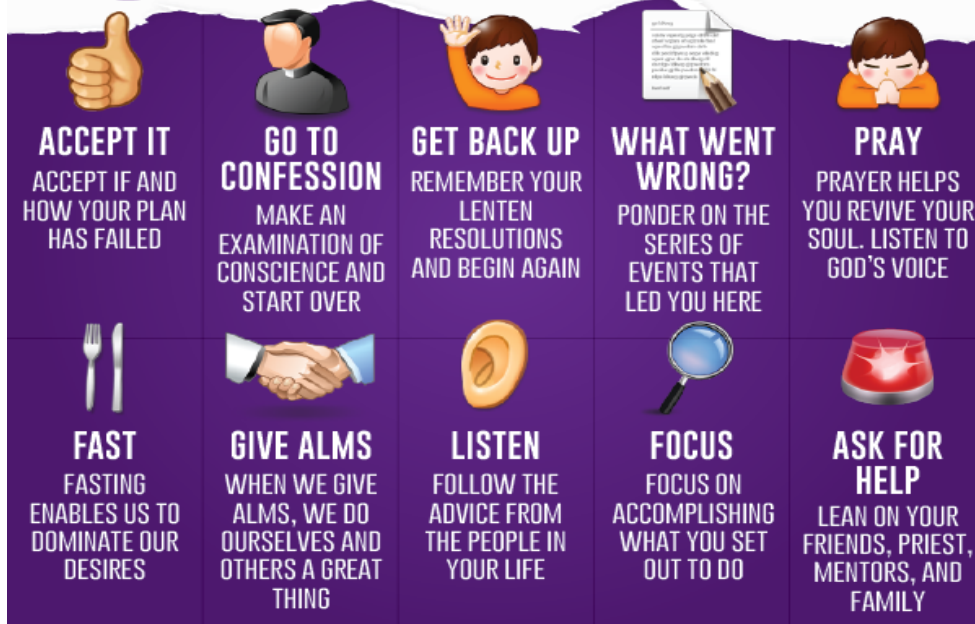 ACCEPT IT
ACCEPT IF AND
HOW YOUR PLAN
HAS FAILED
GO TO
CONFESSION
MAKE AN
EXAMINATION OF
CONSCIENCE AND
START OVER
GET BACK UP
REMEMBER YOUR
LENTEN
RESOLUTIONS
AND BEGIN AGAIN
WHAT WENT
WRONG?
PONDER ON THE
SERIES OF
EVENTS THAT
LED YOU HERE
PRAY
PRAYER HELPS
YOU REVIVE YOUR
SOUL. LISTEN TO
GOD'S VOICE
FAST
FASTING
ENABLES US TO
DOMINATE OUR
DESIRES
GIVE ALMS
WHEN WE GIVE
ALMS, WE DO
OURSELVES AND
OTHERS A GREAT
THING
LISTEN
FOLLOW THE
ADVICE FROM
THE PEOPLE IN
YOUR LIFE
FOCUS
FOCUS ON
ACCOMPLISHING
WHAT YOU SET
OUT TO DO
ASK FOR
HELP
LEAN ON YOUR
FRIENDS, PRIEST,
MENTORS, AND
FAMILY